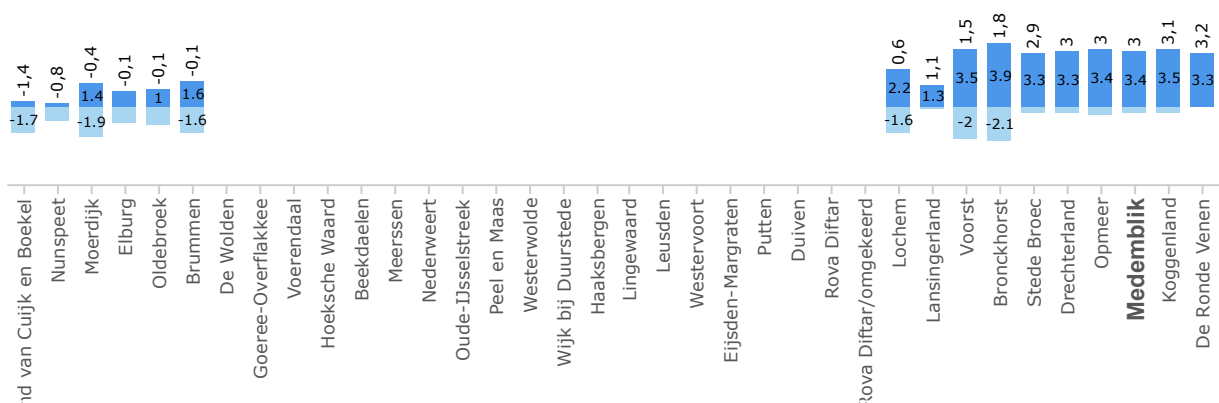 -1,4
-0,8
-0,4
-0,1
-0,1
-0,1
0,6
1,1
1,5
1,8
2,9
3
3
3
3,1
3,2
1.4
1
1.6
2.2
1.3
3.5
3.9
3.3
3.3
3.4
3.4
3.5
3.3
-1.7
-1.9
-1.6
-1.6
-2
-2.1
nd van Cuijk en Boekel
Nunspeet
Moerdijk
Elburg
Oldebroek
Brummen
De Wolden
Goeree-Overflakkee
Voerendaal
Hoeksche Waard
Beekdaelen
Meerssen
Nederweert
Oude-IJsselstreek
Peel en Maas
Westerwolde
Wijk bij Duurstede
Haaksbergen
Lingewaard
Leusden
Westervoort
Eijsden-Margraten
Putten
Duiven
Rova Diftar
Rova Diftar/omgekeerd
Lochem
Lansingerland
Voorst
Bronckhorst
Stede Broec
Drechterland
Opmeer
Medemblik
Koggenland
De Ronde Venen